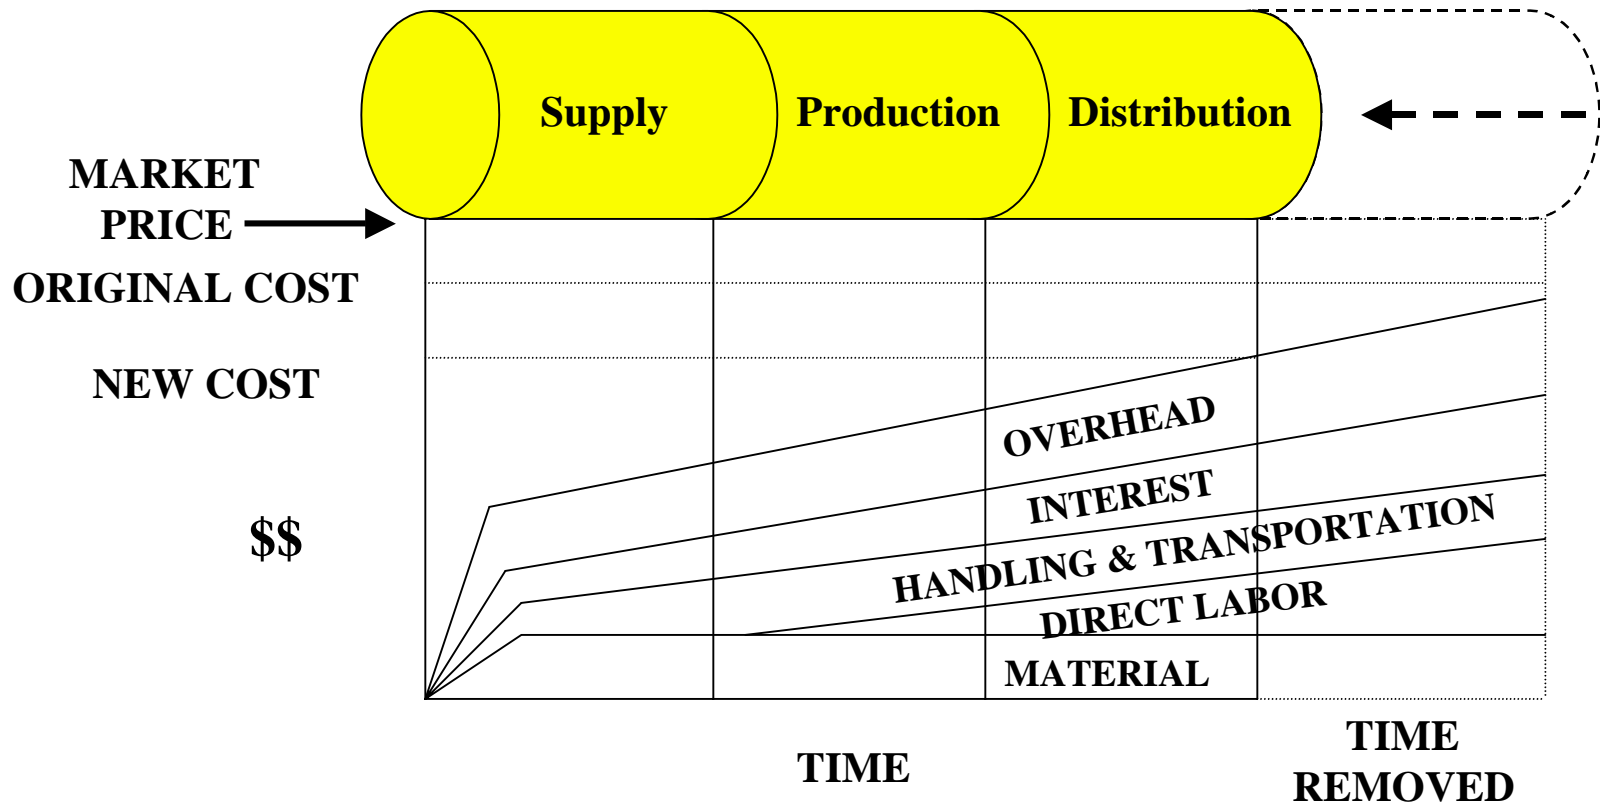 Supply
Production
Distribution
MARKET
PRICE
ORIGINAL COST
NEW COST
$$
OVERHEAD
INTEREST
HANDLING & TRANSPORTATION
DIRECT LABOR
MATERIAL
TIME
TIME
REMOVED